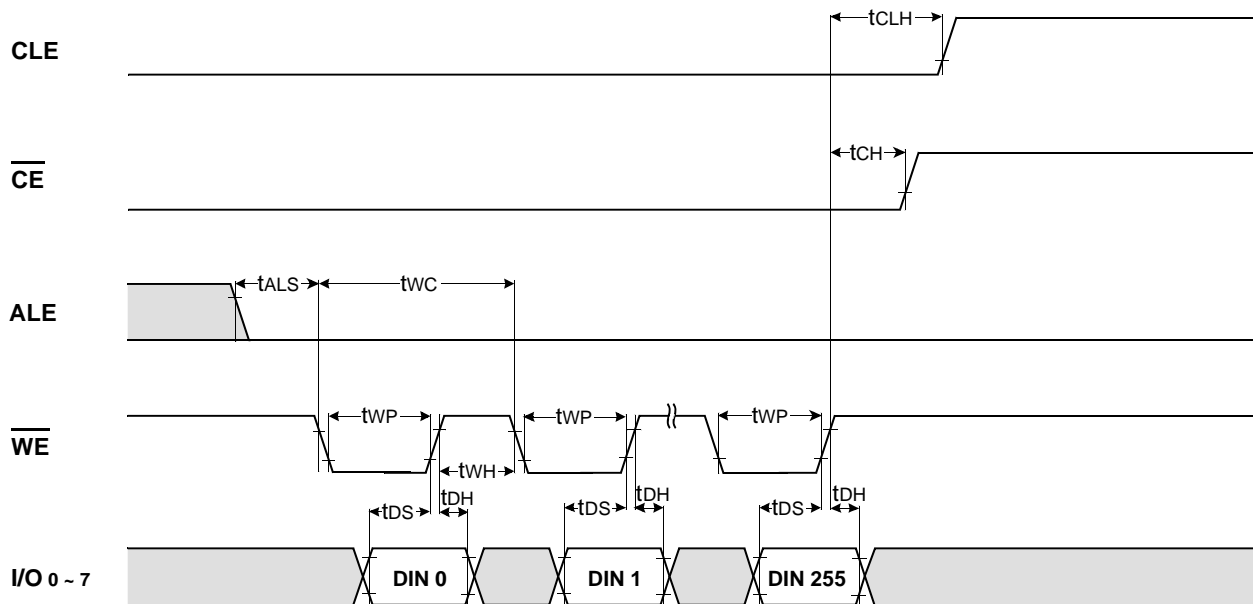 tCLH
CLE
tCH
CE
tALS
tWC
ALE
tWP
tWP
tWP
WE
tWH
tDS
tDH
tDS
tDH
tDS
tDH
I/O 0 ~ 7
DIN 0
DIN 1
DIN 255